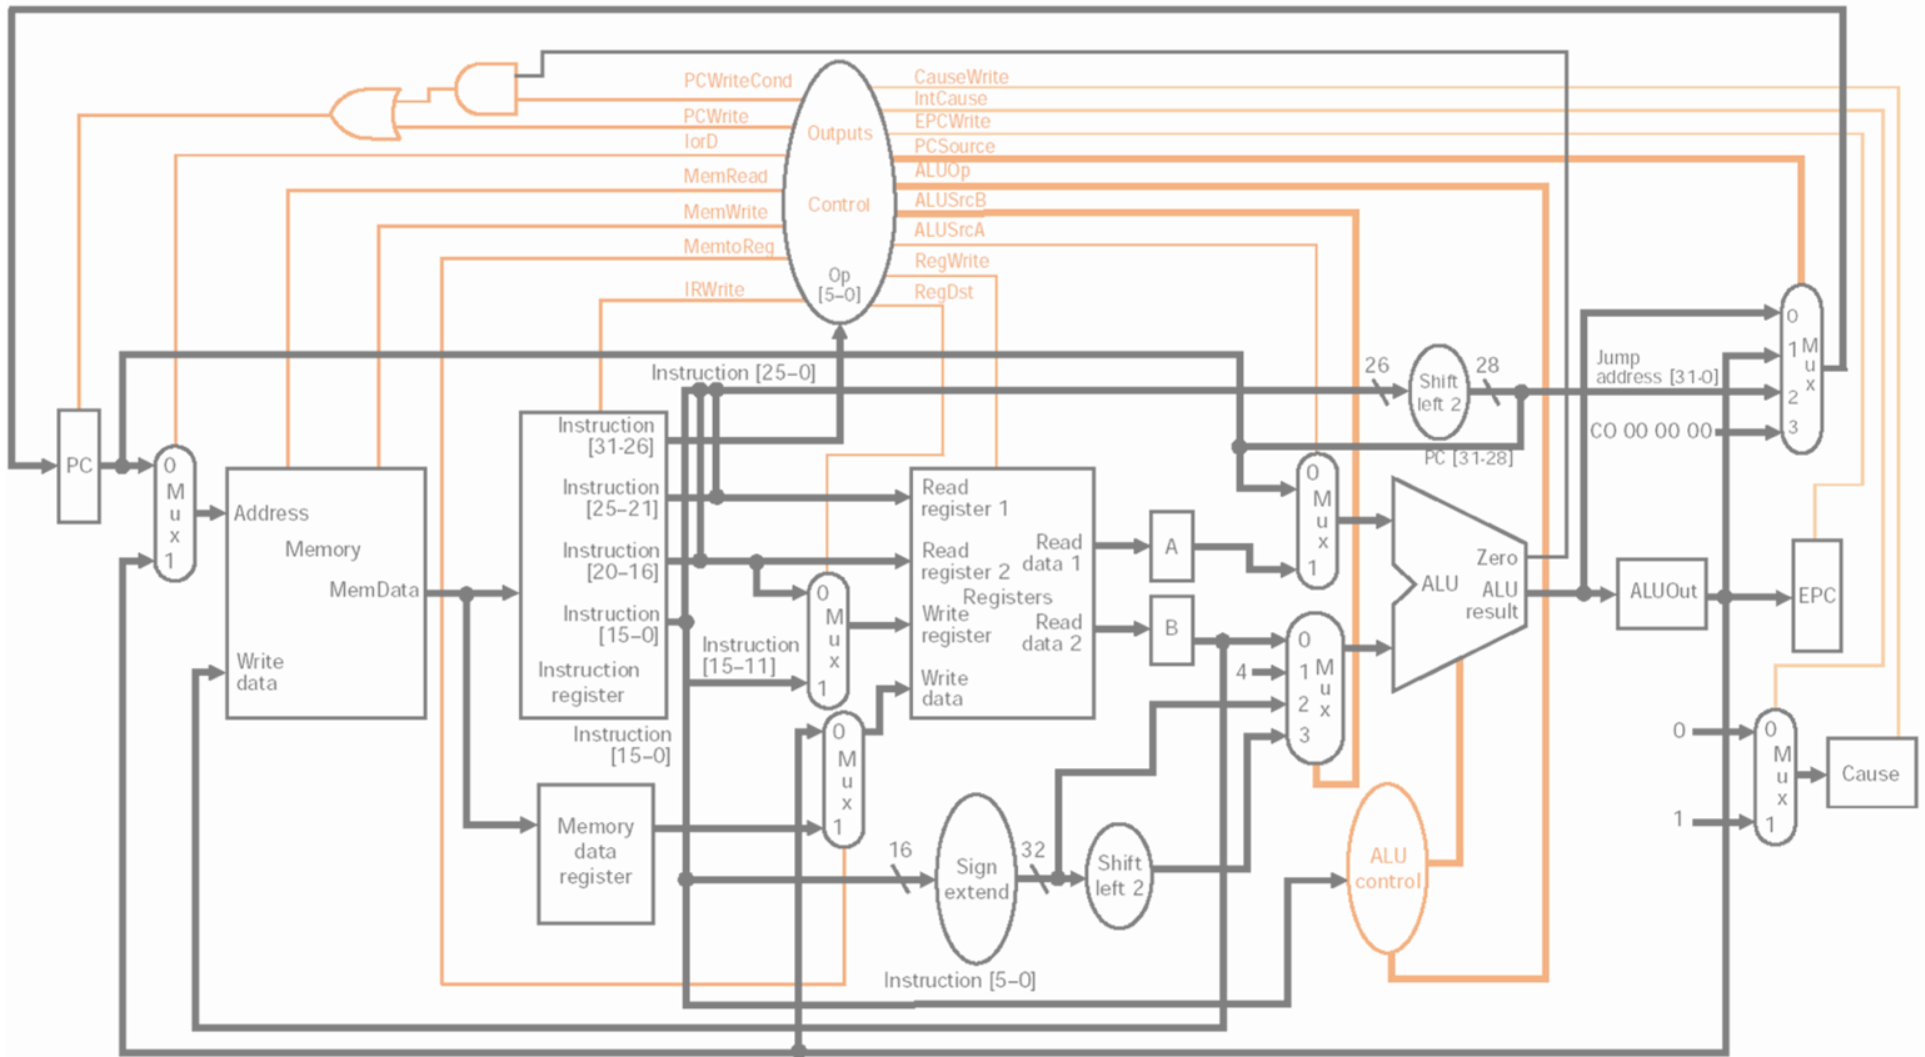 PCWriteCond
PCWrite
IorD
MemRead
MemWrite
MemtoReg
IRWrite
Outputs
Control
Op
[5–0]
CauseWrite
IntCause
EPCWrite
PCSource
ALUOp
ALUSrcB
ALUSrcA
RegWrite
RegDst
Instruction [25–0]
26
Shift
left 2
28
Jump
address [31-0]
CO 00 00 00
PC [31-28]
0
1
2
3
M
u
x
PC
0
M
u
x
1
Address
Memory
MemData
Write
data
Instruction
[31-26]
Instruction
[25–21]
Instruction
[20–16]
Instruction
[15–0]
Instruction
register
Instruction
[15–0]
Instruction
[15–11]
0
M
u
x
1
0
M
u
x
1
Memory
data
register
Read
register 1
Read
register 2
Registers
Write
register
Write
data
Read
data 1
Read
data 2
A
B
4
0
M
u
x
1
0
1
2
3
M
u
x
Zero
ALU
ALU
result
ALUOut
EPC
0
1
0
M
u
x
1
Cause
16
Sign
extend
32
Shift
left 2
ALU
control
Instruction [5–0]